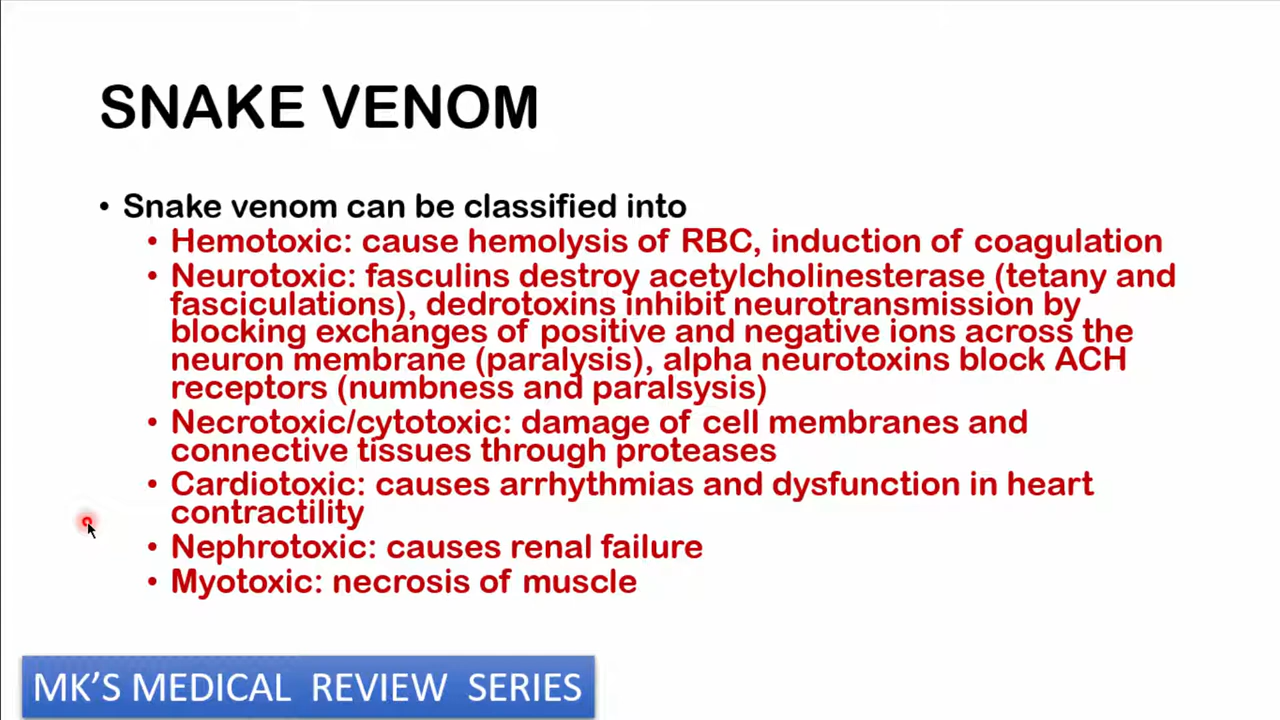 SNAKE VENOM
• Snake venom can be classified into
• Hemotoxic: cause hemolysis of RBC, induction of coagulation
• Neurotoxic: fasculins destroy acetylcholinesterase (tetany and
fasciculations), dedrotoxins inhibit neurotransmission by
blocking exchanges of positive and negative ions across the
neuron membrane (paralysis), alpha neurotoxins block ACH
receptors (numbness and paralsysis)
• Necrotoxic/cytotoxic: damage of cell membranes and
connective tissues through proteases
• Cardiotoxic: causes arrhythmias and dysfunction in heart
contractility
• Nephrotoxic: causes renal failure
• Myotoxic: necrosis of muscle
MK'S MEDICAL REVIEW SERIES